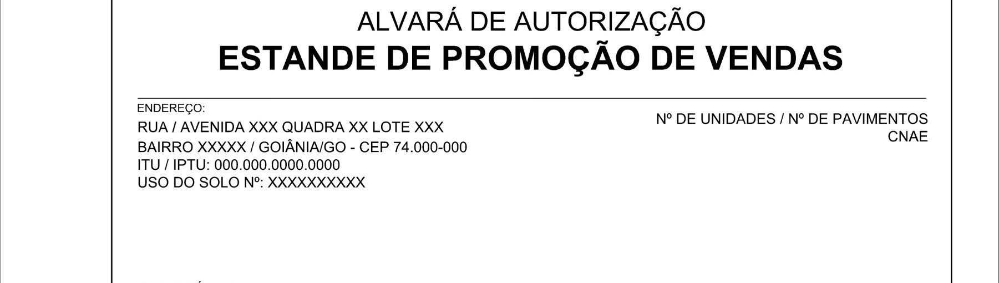 ALVARÁ DE AUTORIZAÇÃO
ESTANDE DE PROMOÇÃO DE VENDAS
ENDEREÇO:
RUA / AVENIDA XXX QUADRA XX LOTE XXX
BAIRRO XXXXX / GOIÂNIA/GO - CEP 74.000-000
ITU / IPTU: 000.000.0000.0000
USO DO SOLO Nº: XXXXXXXXXX
Nº DE UNIDADES / Nº DE PAVIMENTOS
CNAE